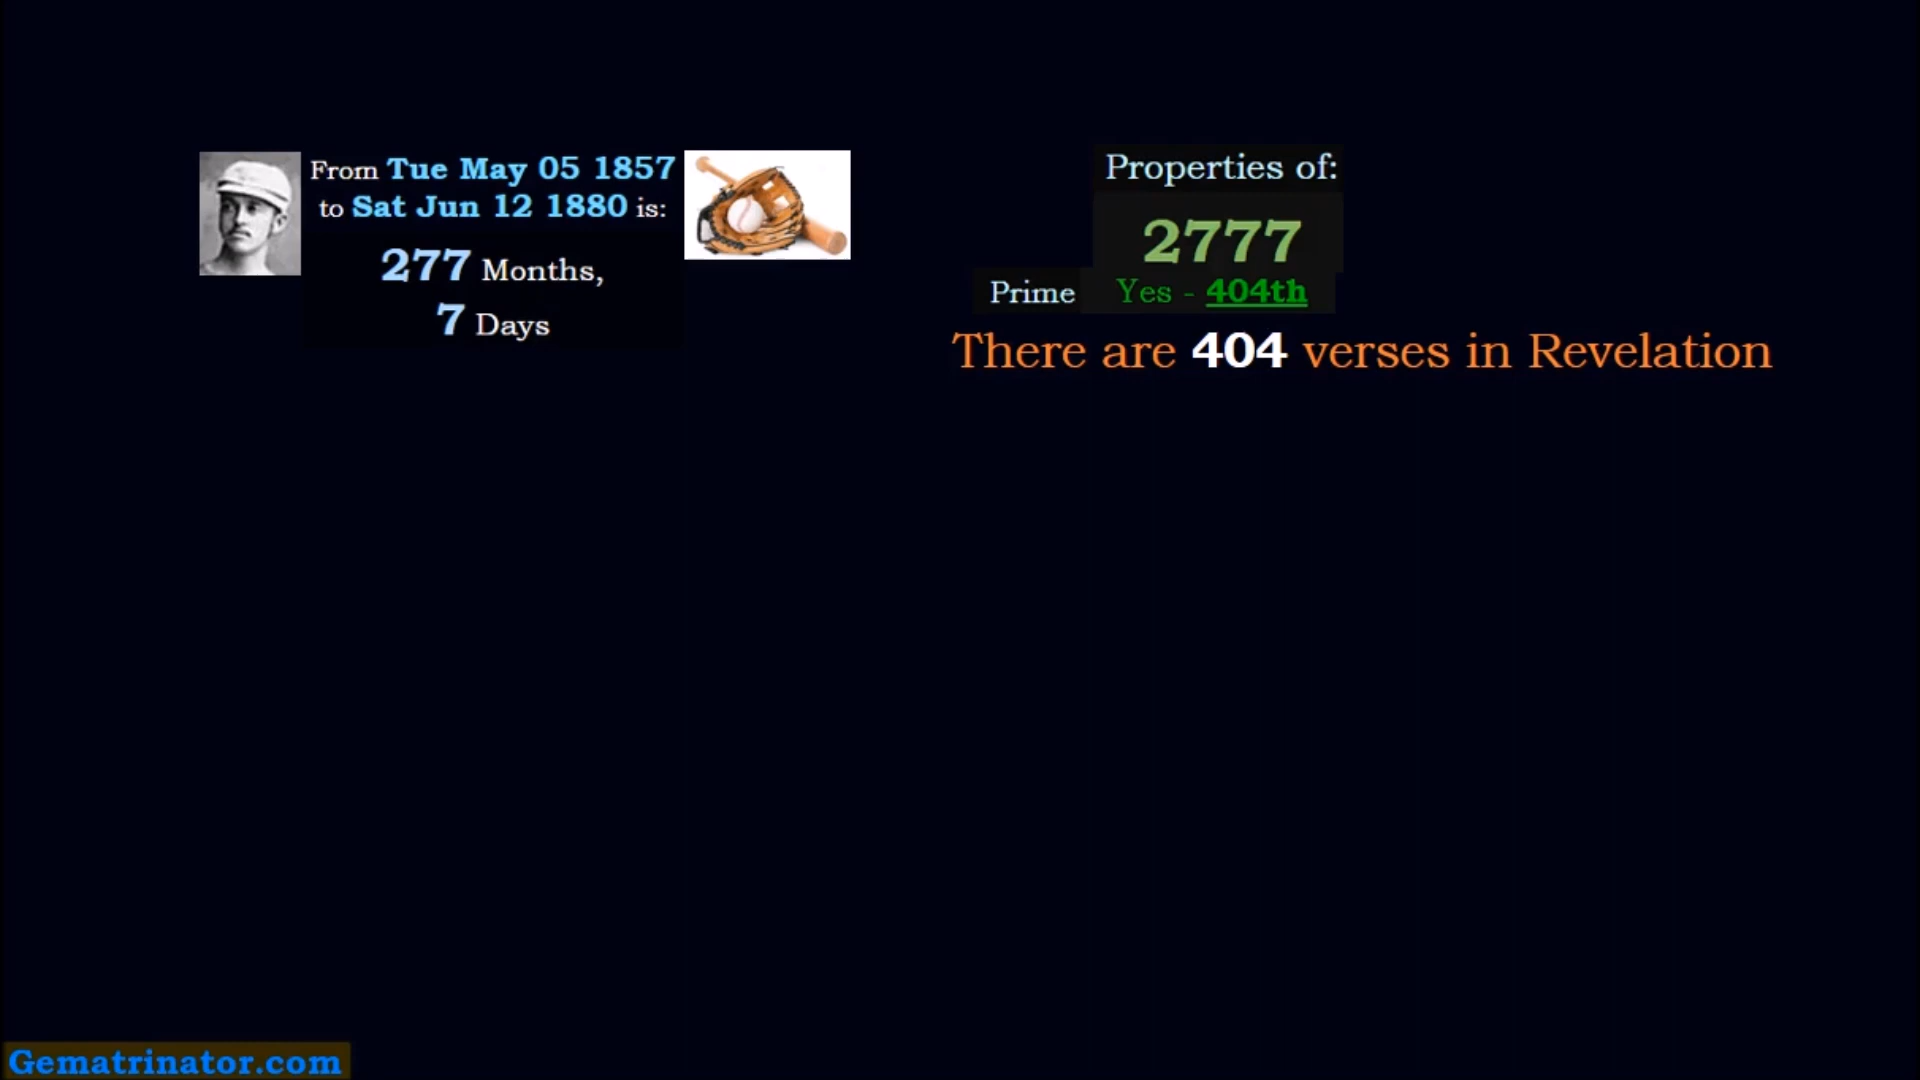 From Tue May 05 1857
to Sat Jun 12 1880 is:
277 Months,
7 Days
Properties of:
2777
Prime Yes - 404th
There are 404 verses in Revelation
Gematrinator.com